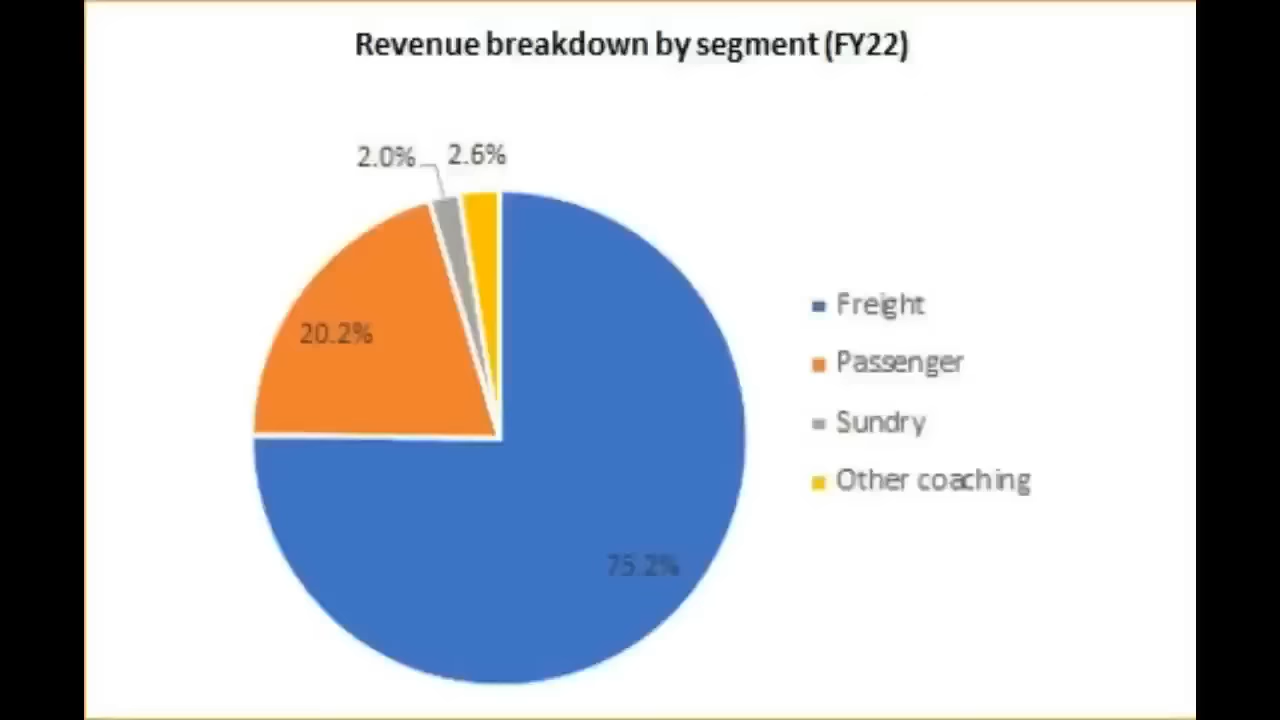 Revenue breakdown by segment (FY22)
2.0% 2.6%
20.2%
75.2%
Freight
Passenger
Sundry
Other coaching